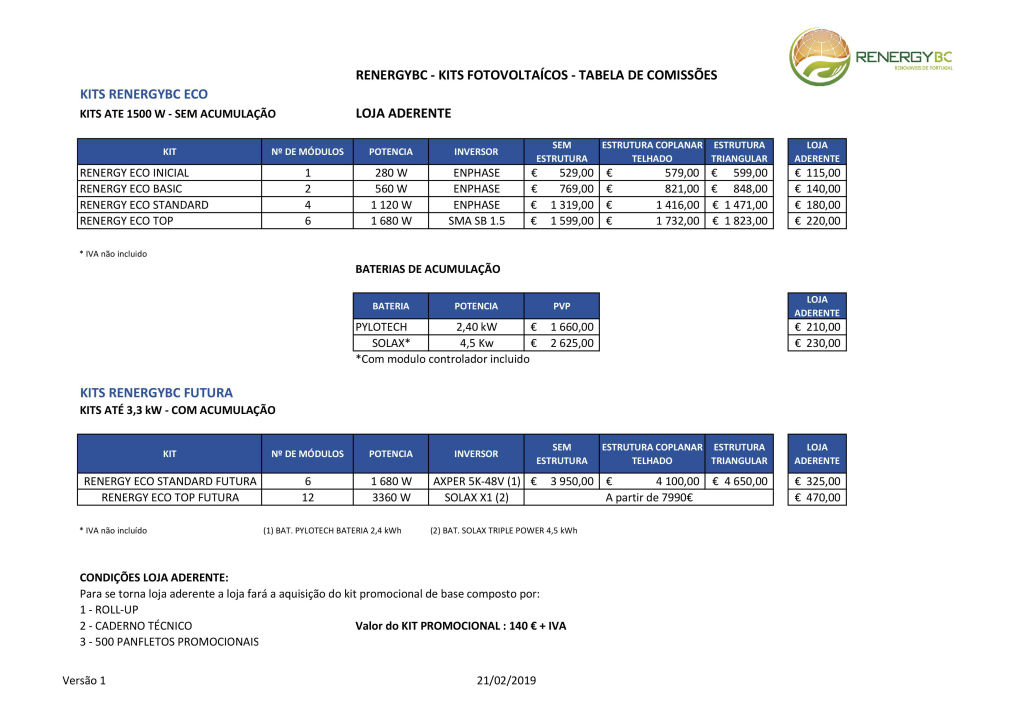 RENERGYBC
RENOVÁVEIS DE PORTUGAL
RENERGYBC - KITS FOTOVOLTAÍCOS - TABELA DE COMISSÕES
KITS RENERGYBC ECO
KITS ATE 1500 W - SEM ACUMULAÇÃO LOJA ADERENTE
KIT Nº DE MÓDULOS POTENCIA INVERSOR SEM ESTRUTURA ESTRUTURA COPLANAR TELHADO ESTRUTURA TRIANGULAR LOJA ADERENTE
RENERGY ECO INICIAL 1 280 W ENPHASE € 529,00 € 579,00 € 599,00 € 115,00
RENERGY ECO BASIC 2 560 W ENPHASE € 769,00 € 821,00 € 848,00 € 140,00
RENERGY ECO STANDARD 4 1 120 W ENPHASE € 1 319,00 € 1 416,00 € 1 471,00 € 180,00
RENERGY ECO TOP 6 1 680 W SMA SB 1.5 € 1 599,00 € 1 732,00 € 1 823,00 € 220,00
* IVA não incluido
BATERIAS DE ACUMULAÇÃO
BATERIA POTENCIA PVP LOJA ADERENTE
PYLOTECH 2,40 kW € 1 660,00 € 210,00
SOLAX* 4,5 Kw € 2 625,00 € 230,00
*Com modulo controlador incluido
KITS RENERGYBC FUTURA
KITS ATÉ 3,3 kW - COM ACUMULAÇÃO
KIT Nº DE MÓDULOS POTENCIA INVERSOR SEM ESTRUTURA ESTRUTURA COPLANAR TELHADO ESTRUTURA TRIANGULAR LOJA ADERENTE
RENERGY ECO STANDARD FUTURA 6 1 680 W AXPER 5K-48V (1) € 3 950,00 € 4 100,00 € 4 650,00 € 325,00
RENERGY ECO TOP FUTURA 12 3360 W SOLAX X1 (2) A partir de 7990€ € 470,00
* IVA não incluído (1) BAT. PYLOTECH BATERIA 2,4 kWh (2) BAT. SOLAX TRIPLE POWER 4,5 kWh
CONDIÇÕES LOJA ADERENTE:
Para se torna loja aderente a loja fará a aquisição do kit promocional de base composto por:
1 - ROLL-UP
2 - CADERNO TÉCNICO Valor do KIT PROMOCIONAL : 140 € + IVA
3 - 500 PANFLETOS PROMOCIONAIS
Versão 1 21/02/2019